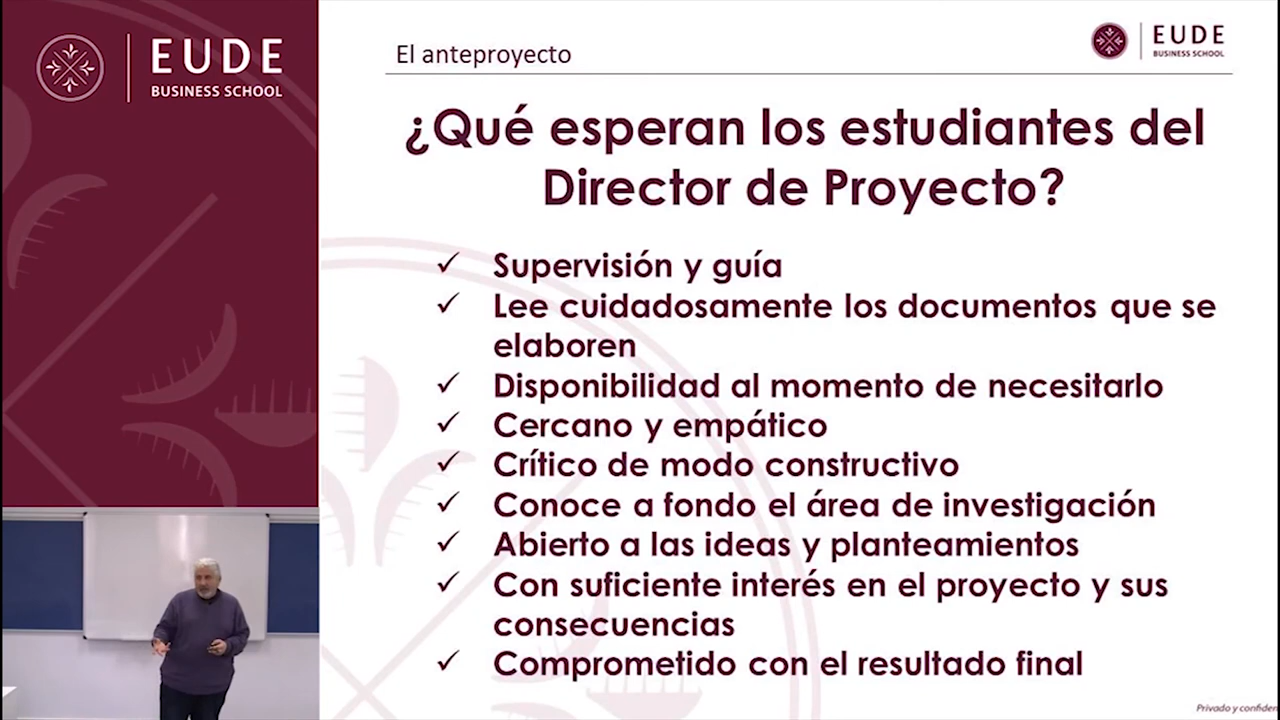 EUDE
BUSINESS SCHOOL
El anteproyecto
EUDE
BUSINESS SCHOOL
¿Qué esperan los estudiantes del
Director de Proyecto?
✓ Supervisión y guía
✓ Lee cuidadosamente los documentos que se
elaboren
✓ Disponibilidad al momento de necesitarlo
✓ Cercano y empático
✓ Crítico de modo constructivo
✓ Conoce a fondo el área de investigación
✓ Abierto a las ideas y planteamientos
✓ Con suficiente interés en el proyecto y sus
consecuencias
✓ Comprometido con el resultado final
Privado y confiden